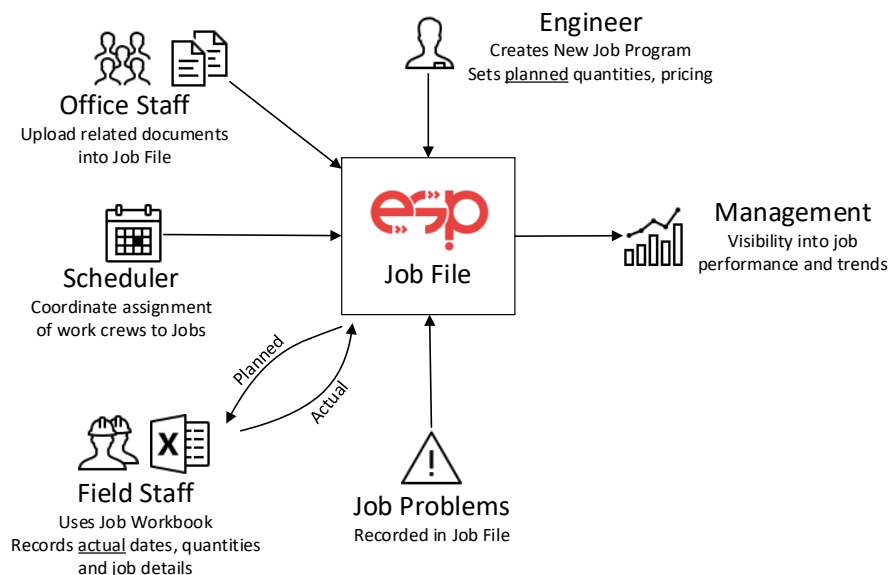 Engineer
Creates New Job Program
Sets planned quantities, pricing
Office Staff
Upload related documents
into Job File
esp
Job File
Management
Visibility into job
performance and trends
Scheduler
Coordinate assignment
of work crews to Jobs
Planned
Actual
X
Field Staff
Uses Job Workbook
Records actual dates, quantities
and job details
!
Job Problems
Recorded in Job File